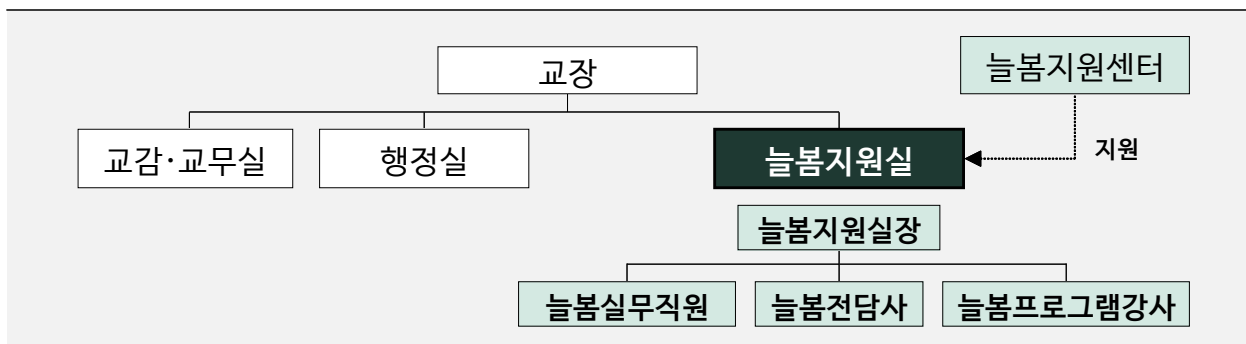 교장
늘봄지원센터
교감·교무실
행정실
늘봄지원실
지원
늘봄지원실장
늘봄실무직원
늘봄전담사
늘봄프로그램강사